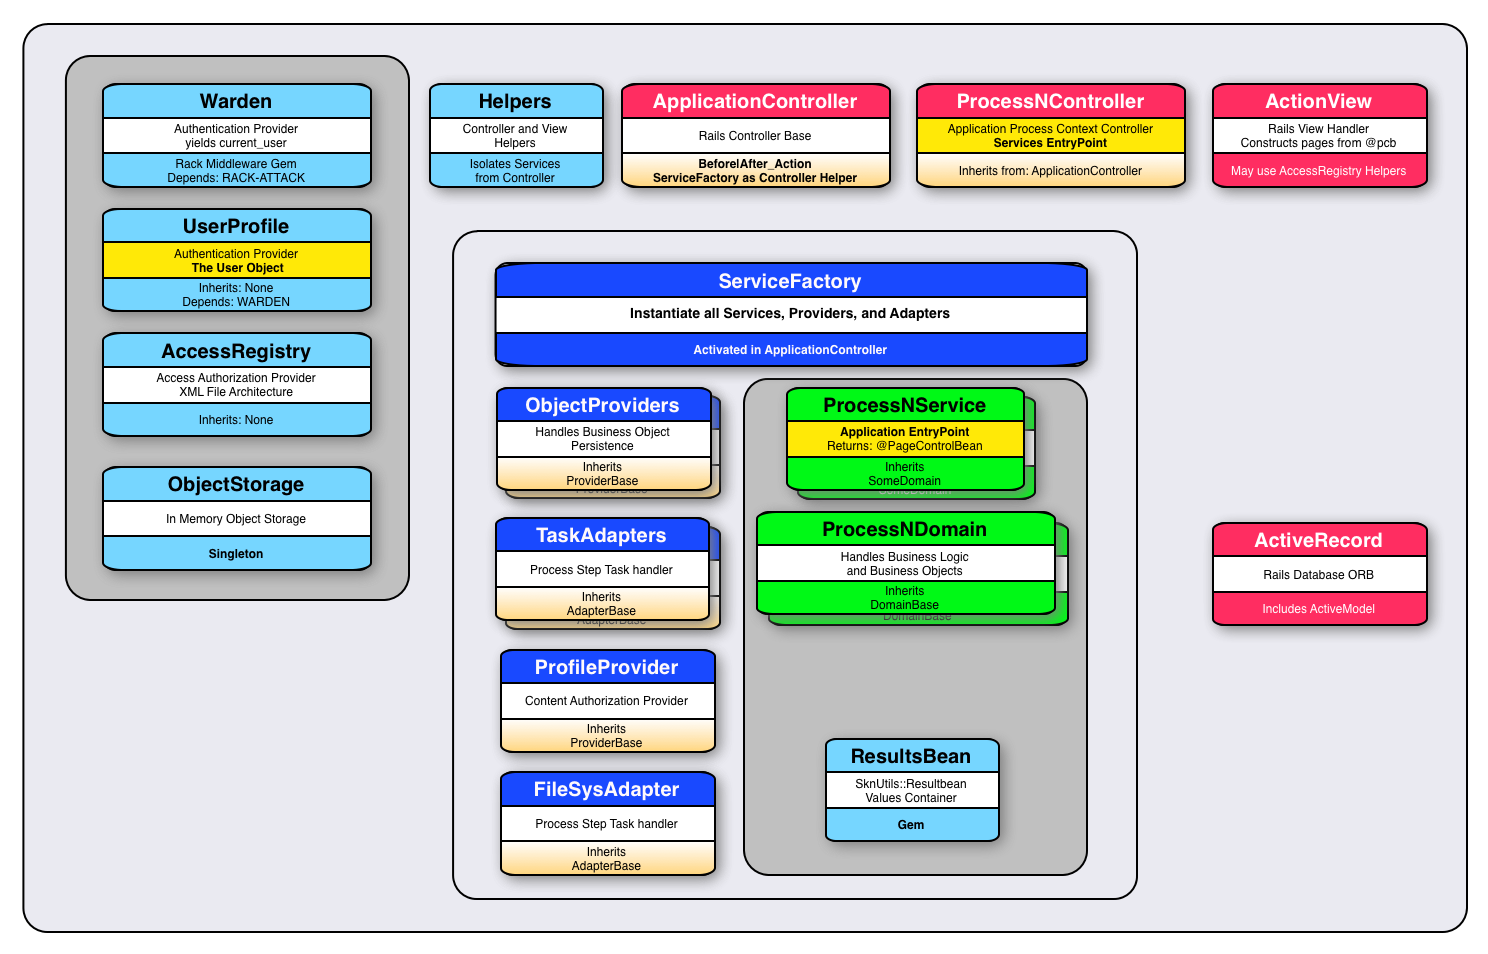 Warden
Authentication Provider
yields current_user
Rack Middleware Gem
Depends: RACK-ATTACK
UserProfile
Authentication Provider
The User Object
Inherits: None
Depends: WARDEN
AccessRegistry
Access Authorization Provider
XML File Architecture
Inherits: None
ObjectStorage
In Memory Object Storage
Singleton
Helpers
Controller and View
Helpers
Isolates Services
from Controller
ApplicationController
Rails Controller Base
Before|After_Action
ServiceFactory as Controller Helper
ProcessNController
Application Process Context Controller
Services EntryPoint
Inherits from: ApplicationController
ActionView
Rails View Handler
Constructs pages from @pcb
May use AccessRegistry Helpers
ServiceFactory
Instantiate all Services, Providers, and Adapters
Activated in ApplicationController
ObjectProviders
Handles Business Object
Persistence
Inherits
ProviderBase
ProviderBase
TaskAdapters
Process Step Task handler
Inherits
AdapterBase
AdapterBase
ProfileProvider
Content Authorization Provider
Inherits
ProviderBase
FileSysAdapter
Process Step Task handler
Inherits
AdapterBase
ProcessNService
Application EntryPoint
Returns: @PageControlBean
Inherits
SomeDomain
SomeDomain
ProcessNDomain
Handles Business Logic
and Business Objects
Inherits
DomainBase
DomainBase
ResultsBean
SknUtils::Resultbean
Values Container
Gem
ActiveRecord
Rails Database ORB
Includes ActiveModel